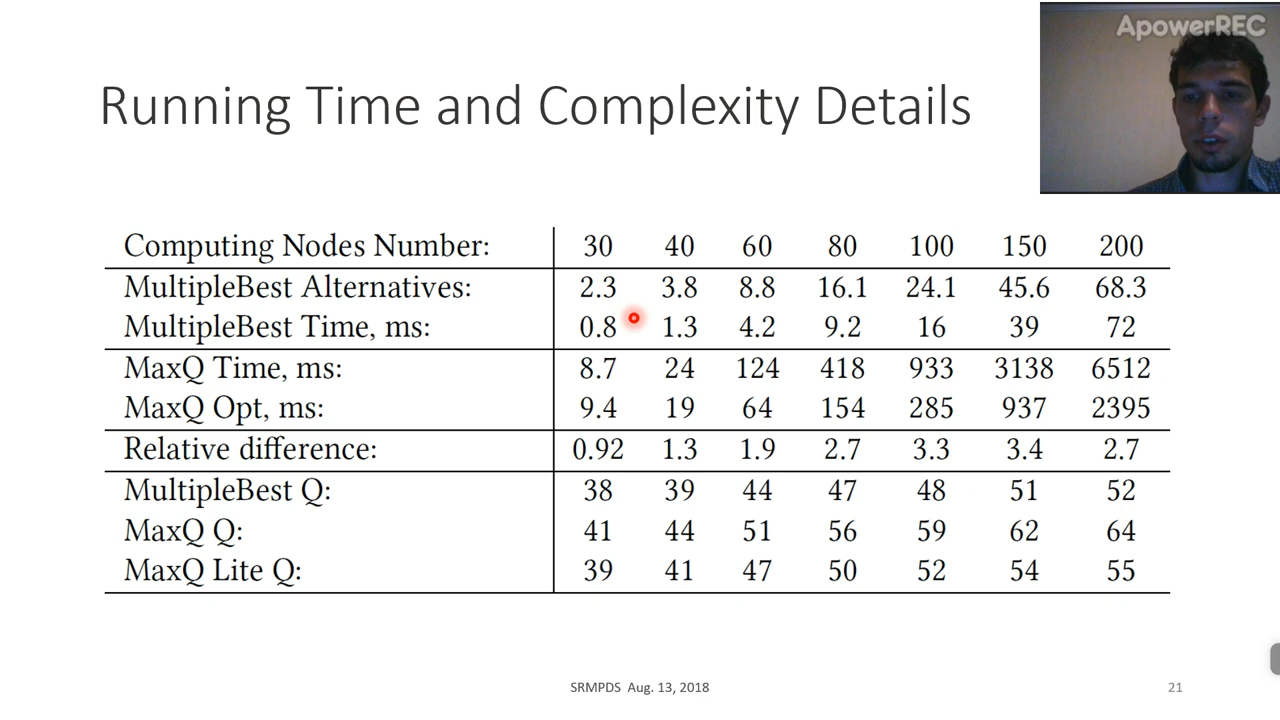 ApowerREC
Running Time and Complexity Details
Computing Nodes Number: 30 40 60 80 100 150 200
MultipleBest Alternatives: 2.3 3.8 8.8 16.1 24.1 45.6 68.3
MultipleBest Time, ms: 0.8 1.3 4.2 9.2 16 39 72
MaxQ Time, ms: 8.7 24 124 418 933 3138 6512
MaxQ Opt, ms: 9.4 19 64 154 285 937 2395
Relative difference: 0.92 1.3 1.9 2.7 3.3 3.4 2.7
MultipleBest Q: 38 39 44 47 48 51 52
MaxQ Q: 41 44 51 56 59 62 64
MaxQ Lite Q: 39 41 47 50 52 54 55
SRMPDS Aug. 13, 2018
21